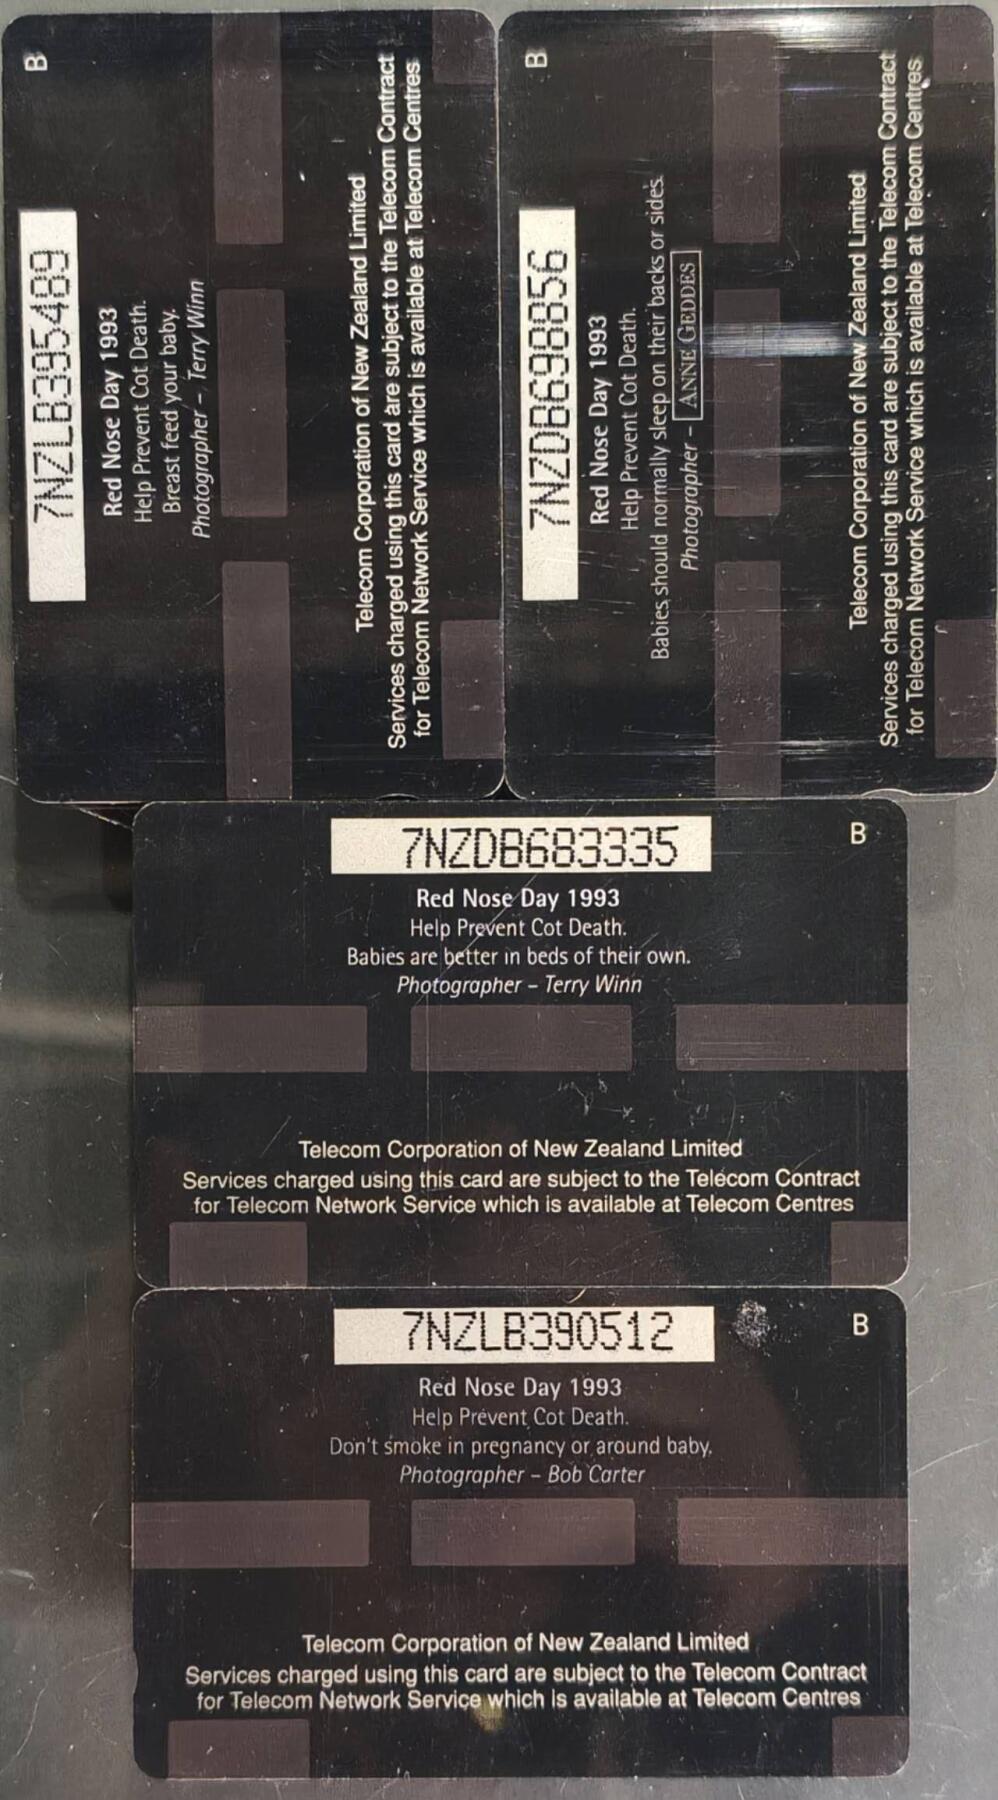 B
7NZLB395489
Red Nose Day 1993
Help Prevent Cot Death.
Breast feed your baby.
Photographer – Terry Winn
Telecom Corporation of New Zealand Limited
Services charged using this card are subject to the Telecom Contract
for Telecom Network Service which is available at Telecom Centres
B
7NZDB698856
Red Nose Day 1993
Help Prevent Cot Death.
Babies should normally sleep on their backs or sides.
Photographer – ANNE GEDDES
Telecom Corporation of New Zealand Limited
Services charged using this card are subject to the Telecom Contract
for Telecom Network Service which is available at Telecom Centres
7NZDB683335
B
Red Nose Day 1993
Help Prevent Cot Death.
Babies are better in beds of their own.
Photographer – Terry Winn
Telecom Corporation of New Zealand Limited
Services charged using this card are subject to the Telecom Contract
for Telecom Network Service which is available at Telecom Centres
7NZLB390512
B
Red Nose Day 1993
Help Prevent Cot Death.
Don't smoke in pregnancy or around baby.
Photographer – Bob Carter
Telecom Corporation of New Zealand Limited
Services charged using this card are subject to the Telecom Contract
for Telecom Network Service which is available at Telecom Centres